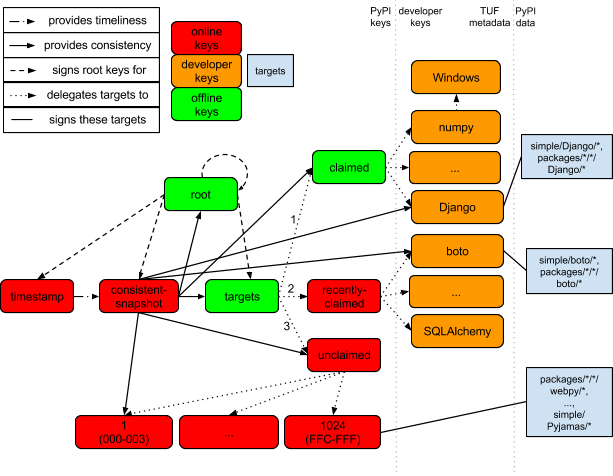 PyPI keys
developer keys
TUF metadata
PyPI data
provides timeliness
provides consistency
signs root keys for
delegates targets to
signs these targets
online keys
developer keys
offline keys
targets
Windows
numpy
...
Django
claimed
root
simple/Django/*,
packages/*/*/
Django/*
1
boto
simple/boto/*,
packages/*/*/
boto/*
timestamp
consistent-
snapshot
targets
2
recently-
claimed
...
3
SQLAlchemy
unclaimed
packages/*/*/
webpy/*,
...,
simple/
Pyjamas/*
1
(000-003)
...
1024
(FFC-FFF)